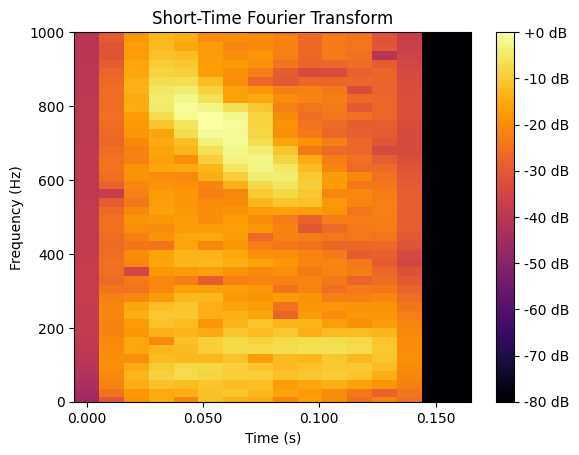 Short-Time Fourier Transform
1000
800
600
400
200
0
Frequency (Hz)
0.000
0.050
0.100
0.150
Time (s)
+0 dB
-10 dB
-20 dB
-30 dB
-40 dB
-50 dB
-60 dB
-70 dB
-80 dB